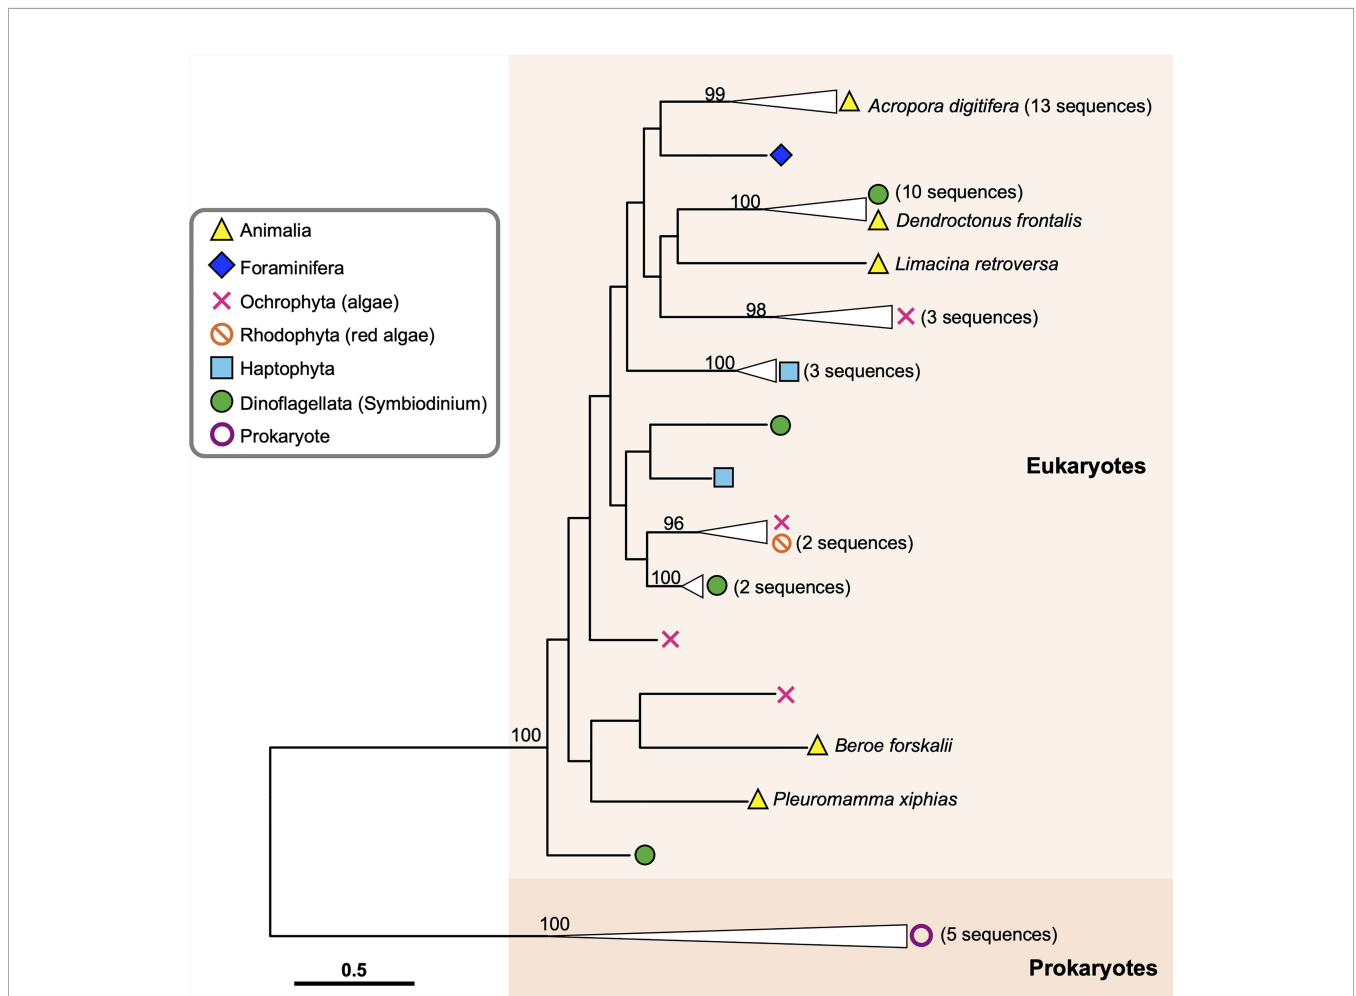 99
Acropora digitifera (13 sequences)
100
(10 sequences)
Dendroctonus frontalis
Limacina retroversa
98
(3 sequences)
100
(3 sequences)
Animalia
Foraminifera
Ochrophyta (algae)
Rhodophyta (red algae)
Haptophyta
Dinoflagellata (Symbiodinium)
Prokaryote
Eukaryotes
96
(2 sequences)
100
(2 sequences)
100
Beroe forskalii
Pleuromamma xiphias
100
(5 sequences)
Prokaryotes
0.5